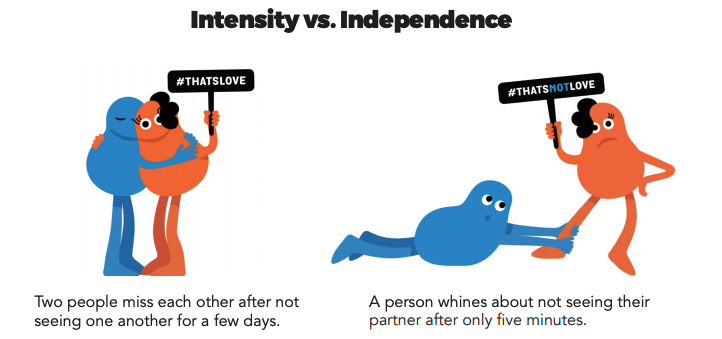 Intensity vs. Independence
#THATSLOVE
Two people miss each other after not
seeing one another for a few days.
#THATSNOTLOVE
A person whines about not seeing their
partner after only five minutes.